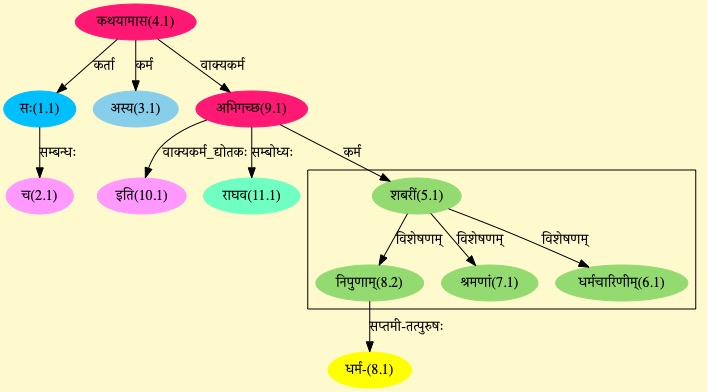 कथयामास(4.1)
कर्ता कर्म वाक्यकर्म
सः(1.1) अस्य(3.1) अभिगच्छ(9.1)
सम्बन्धः वाक्यकर्म_द्योतकः सम्बोध्यः कर्म
च(2.1) इति(10.1) राघव(11.1) शबरीं(5.1)
विशेषणम् विशेषणम् विशेषणम्
निपुणाम्(8.2) श्रमणां(7.1) धर्मचारिणीम्(6.1)
सप्तमी-तत्पुरुषः
धर्म-(8.1)